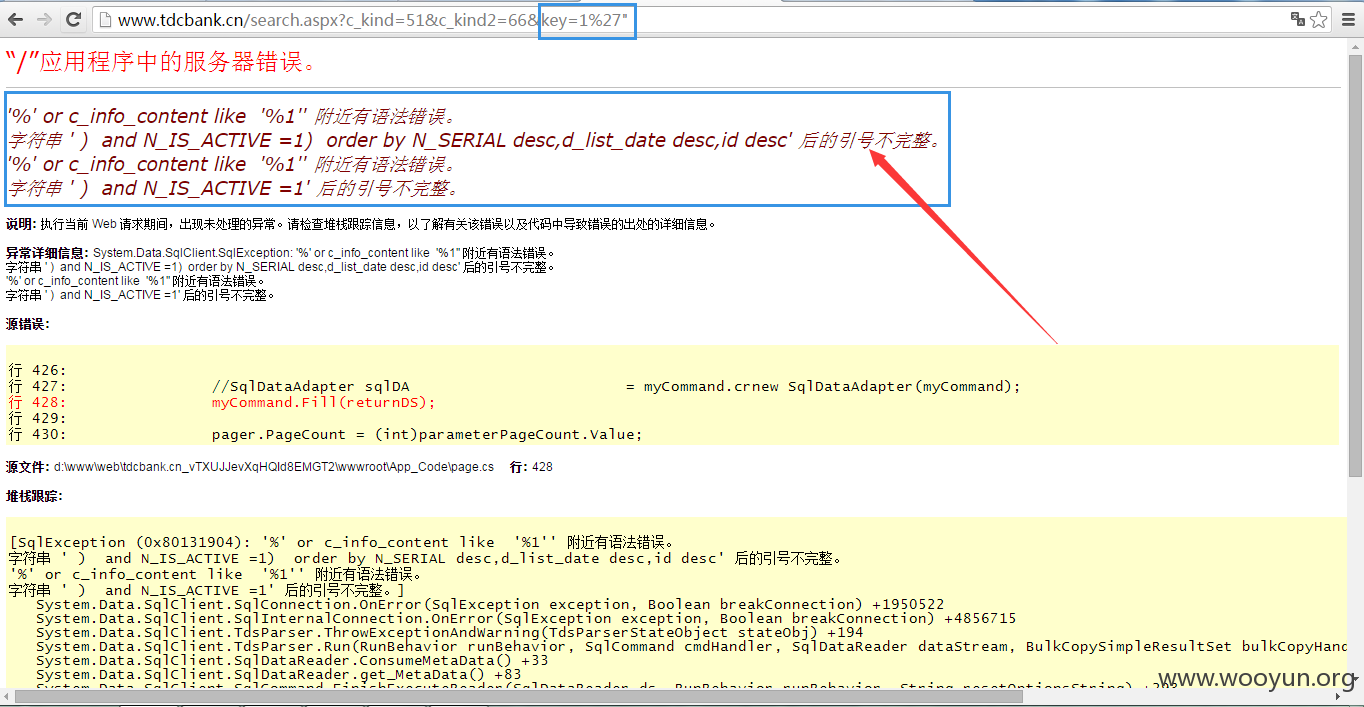 www.tdcbank.cn/search.aspx?c_kind=51&c_kind2=66&key=1%27"
“/”应用程序中的服务器错误。
'%' or c_info_content like '%1'' 附近有语法错误。
字符串 ' ) and N_IS_ACTIVE =1) order by N_SERIAL desc,d_list_date desc,id desc' 后的引号不完整。
'%' or c_info_content like '%1'' 附近有语法错误。
字符串 ' ) and N_IS_ACTIVE =1' 后的引号不完整。
说明: 执行当前 Web 请求期间，出现未处理的异常。请检查堆栈跟踪信息，以了解有关该错误以及代码中导致错误的出处的详细信息。
异常详细信息: System.Data.SqlClient.SqlException: '%' or c_info_content like '%1'' 附近有语法错误。
字符串 ' ) and N_IS_ACTIVE =1) order by N_SERIAL desc,d_list_date desc,id desc' 后的引号不完整。
'%' or c_info_content like '%1'' 附近有语法错误。
字符串 ' ) and N_IS_ACTIVE =1' 后的引号不完整。
源错误:
行 426:
行 427: //SqlDataAdapter sqlDA = myCommand.crnew SqlDataAdapter(myCommand);
行 428: myCommand.Fill(returnDS);
行 429:
行 430: pager.PageCount = (int)parameterPageCount.Value;
源文件: d:\www\web\tdcbank.cn_vTXUJJevXqHQId8EMGT2\wwwroot\App_Code\page.cs 行: 428
堆栈跟踪:
[SqlException (0x80131904): '%' or c_info_content like '%1'' 附近有语法错误。
字符串 ' ) and N_IS_ACTIVE =1) order by N_SERIAL desc,d_list_date desc,id desc' 后的引号不完整。
'%' or c_info_content like '%1'' 附近有语法错误。
字符串 ' ) and N_IS_ACTIVE =1' 后的引号不完整。]
System.Data.SqlClient.SqlConnection.OnError(SqlException exception, Boolean breakConnection) +1950522
System.Data.SqlClient.SqlInternalConnection.OnError(SqlException exception, Boolean breakConnection) +4856715
System.Data.SqlClient.TdsParser.ThrowExceptionAndWarning(TdsParserStateObject stateObj) +194
System.Data.SqlClient.TdsParser.Run(RunBehavior runBehavior, SqlCommand cmdHandler, SqlDataReader dataStream, BulkCopySimpleResultSet bulkCopyHand
System.Data.SqlClient.SqlDataReader.ConsumeMetaData() +33
System.Data.SqlClient.SqlDataReader.get_MetaData() +83
www.wooyun.org